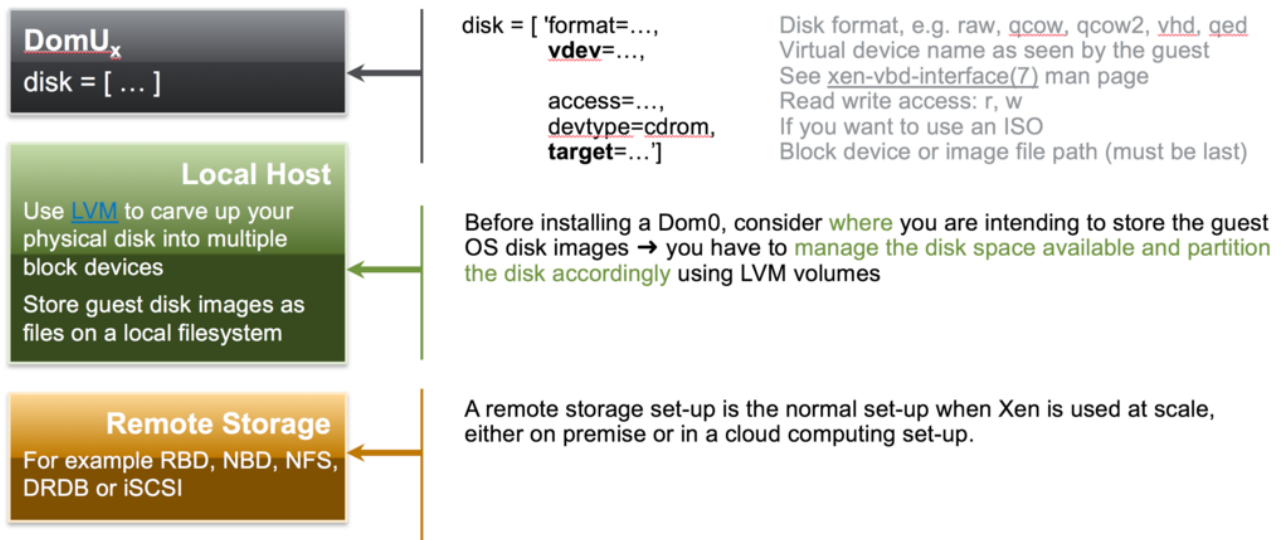 DomUx
disk = [ … ]
disk = [ 'format=…, Disk format, e.g. raw, qcow, qcow2, vhd, qed
vdev=…, Virtual device name as seen by the guest
See xen-vbd-interface(7) man page
access=…, Read write access: r, w
devtype=cdrom, If you want to use an ISO
target=…’] Block device or image file path (must be last)
Local Host
Use LVM to carve up your
physical disk into multiple
block devices
Store guest disk images as
files on a local filesystem
Before installing a Dom0, consider where you are intending to store the guest
OS disk images ➜ you have to manage the disk space available and partition
the disk accordingly using LVM volumes
Remote Storage
For example RBD, NBD, NFS,
DRDB or iSCSI
A remote storage set-up is the normal set-up when Xen is used at scale,
either on premise or in a cloud computing set-up.